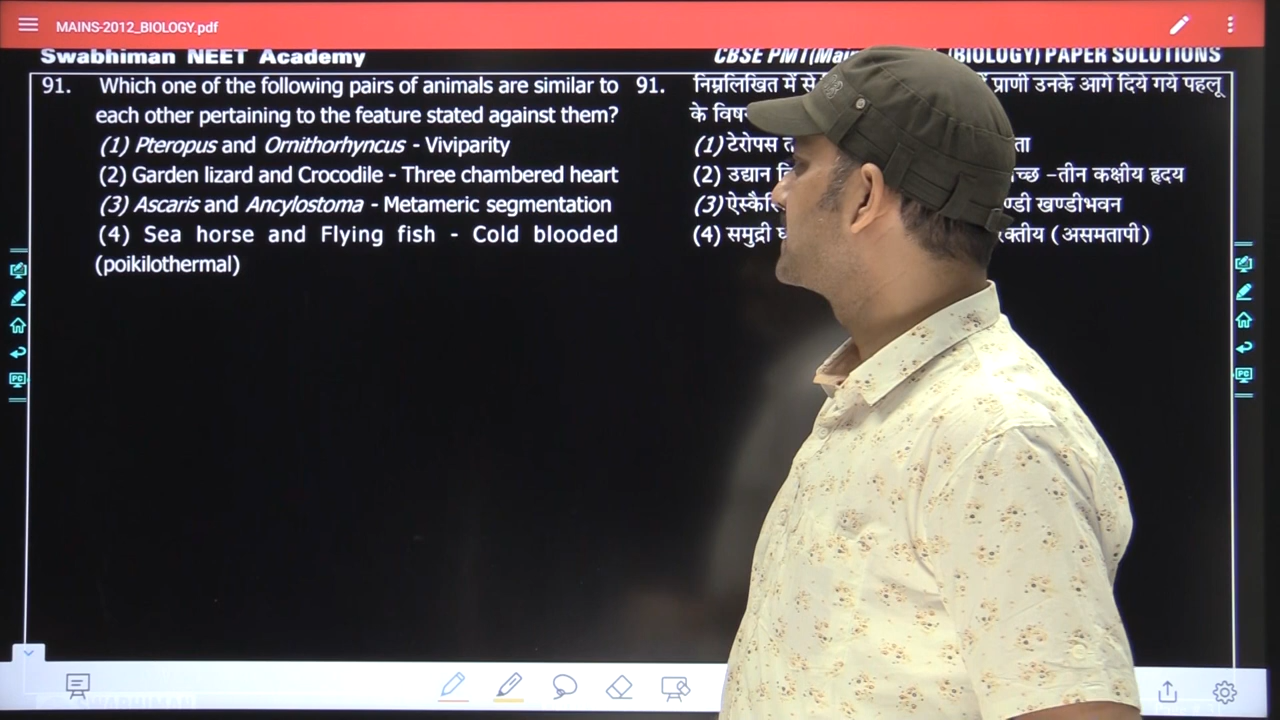 MAINS-2012_BIOLOGY.pdf
Swabhiman NEET Academy
CBSE PMT (BIOLOGY) PAPER SOLUTIONS
91. Which one of the following pairs of animals are similar to
each other pertaining to the feature stated against them?
(1) Pteropus and Ornithorhyncus - Viviparity
(2) Garden lizard and Crocodile - Three chambered heart
(3) Ascaris and Ancylostoma - Metameric segmentation
(4) Sea horse and Flying fish - Cold blooded
(poikilothermal)
91. निम्नलिखित में से प्राणी उनके आगे दिये गये पहलू
के
(1) टेरोपस
(2) उद्यान –तीन कक्षीय हृदय
(3) खण्डीभवन
(4) समुद्री (असमतापी)
PC
PC
SWABHIMAN